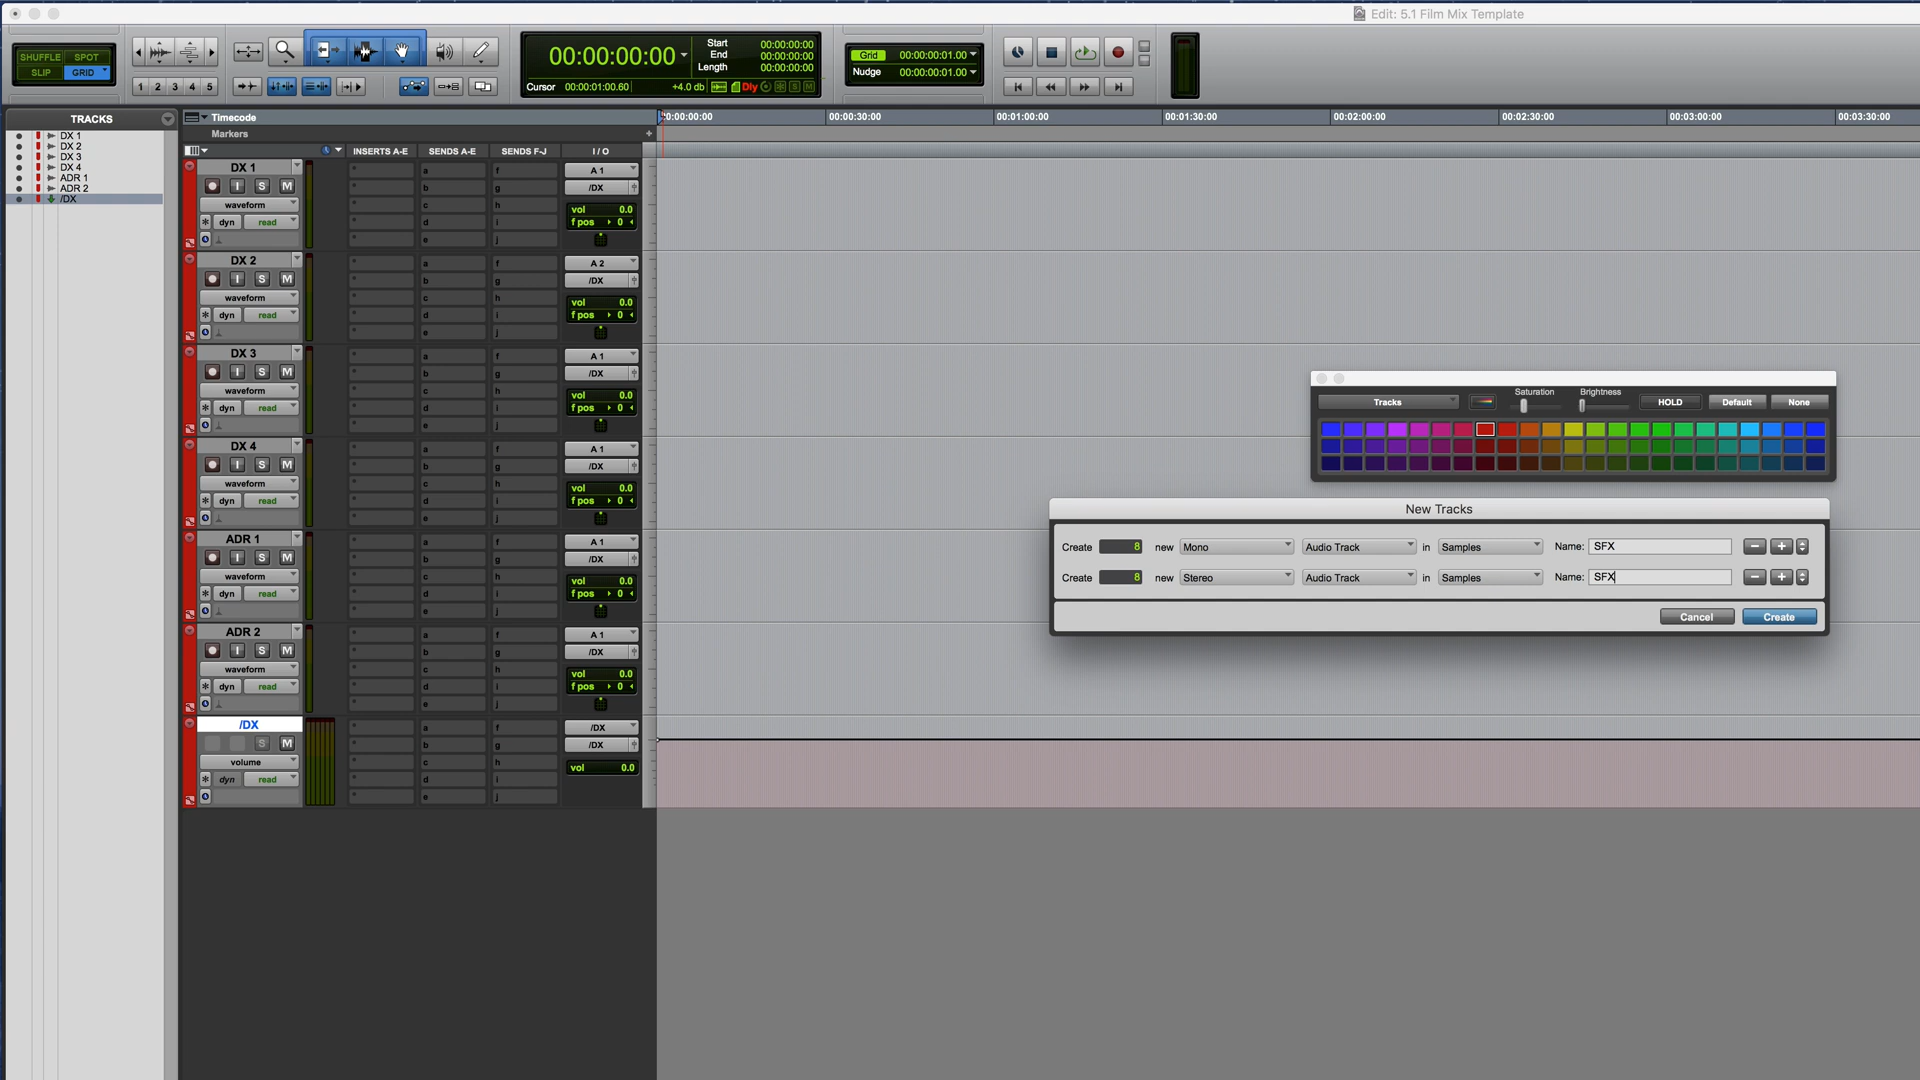 Edit: 5.1 Film Mix Template
SHUFFLE SPOT
SLIP GRID
1 2 3 4 5
00:00:00:00
Start 00:00:00:00
End 00:00:00:00
Length 00:00:00:00
Cursor 00:00:01:00.60 +4.0 db Dly S M
Grid 00:00:00:01.00
Nudge 00:00:00:01.00
TRACKS
DX 1
DX 2
DX 3
DX 4
ADR 1
ADR 2
/DX
Timecode
Markers
0:00:00:00 00:00:30:00 00:01:00:00 00:01:30:00 00:02:00:00 00:02:30:00 00:03:00:00 00:03:30:00
INSERTS A-E SENDS A-E SENDS F-J I / O
DX 1 a f A 1
I S M b g /DX
waveform c h vol 0.0
dyn read d i f pos 0
e j
DX 2 a f A 2
I S M b g /DX
waveform c h vol 0.0
dyn read d i f pos 0
e j
DX 3 a f A 1
I S M b g /DX
waveform c h vol 0.0
dyn read d i f pos 0
e j
DX 4 a f A 1
I S M b g /DX
waveform c h vol 0.0
dyn read d i f pos 0
e j
ADR 1 a f A 1
I S M b g /DX
waveform c h vol 0.0
dyn read d i f pos 0
e j
ADR 2 a f A 1
I S M b g /DX
waveform c h vol 0.0
dyn read d i f pos 0
e j
/DX a f /DX
S M b g /DX
volume c h vol 0.0
dyn read d i
e j
Saturation Brightness
Tracks HOLD Default None
New Tracks
Create 8 new Mono Audio Track in Samples Name: SFX
Create 8 new Stereo Audio Track in Samples Name: SFX
Cancel Create